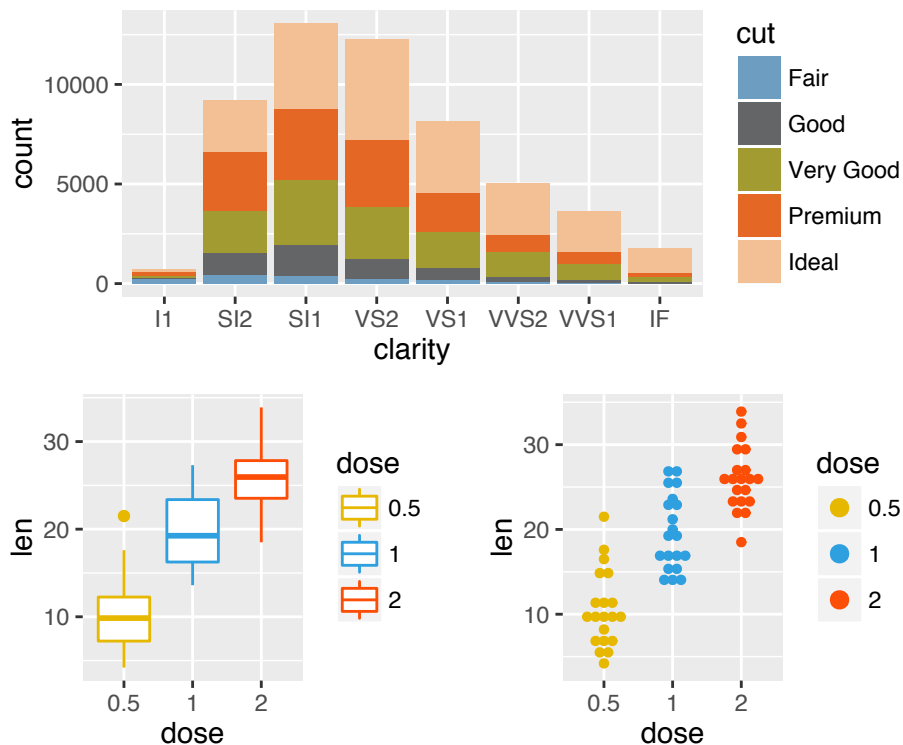 cut
Fair
Good
Very Good
Premium
Ideal
10000
5000
0
count
I1 SI2 SI1 VS2 VS1 VVS2 VVS1 IF
clarity
30
20
10
len
0.5 1 2
dose
dose
0.5
1
2
30
20
10
len
0.5 1 2
dose
dose
0.5
1
2